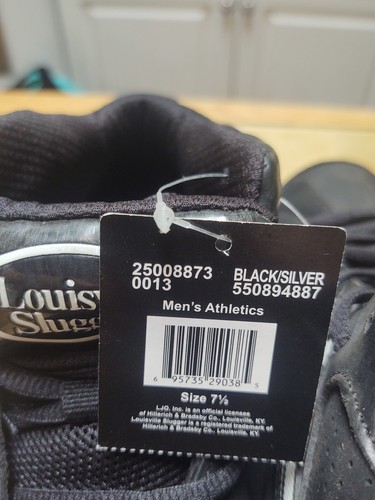 Louisv
Slugg
25008873 BLACK/SILVER
0013 550894887
Men's Athletics
6 95735 29038 5
Size 7½
LJO, Inc. is an official licensee
of Hillerich & Bradsby Co., Louisville, KY.
Louisville Slugger is a registered trademark of
Hillerich & Bradsby Co., Louisville, KY.